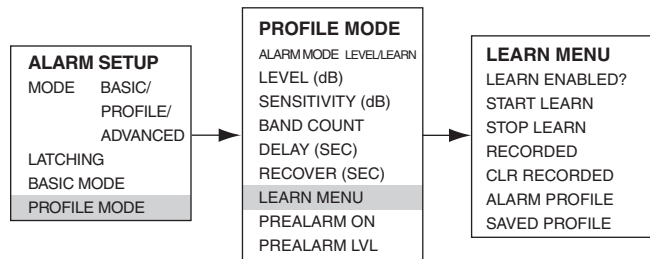 ALARM SETUP
MODE BASIC/
PROFILE/
ADVANCED
LATCHING
BASIC MODE
PROFILE MODE
PROFILE MODE
ALARM MODE LEVEL/LEARN
LEVEL (dB)
SENSITIVITY (dB)
BAND COUNT
DELAY (SEC)
RECOVER (SEC)
LEARN MENU
PREALARM ON
PREALARM LVL
LEARN MENU
LEARN ENABLED?
START LEARN
STOP LEARN
RECORDED
CLR RECORDED
ALARM PROFILE
SAVED PROFILE